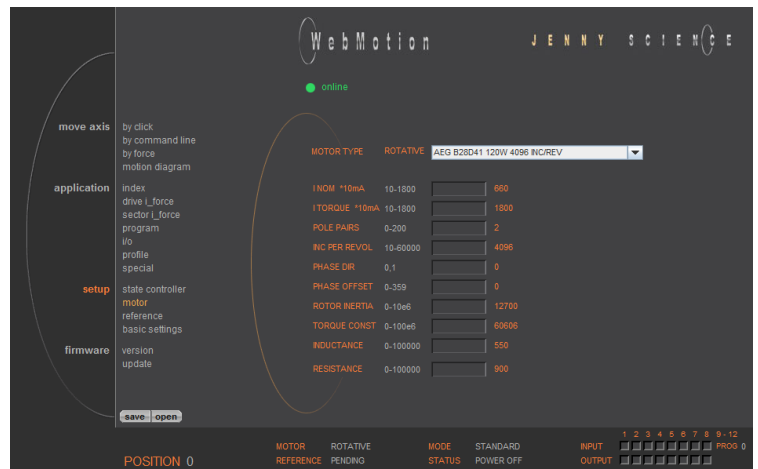 WebMotion
JENNY SCIENCE
online
move axis
by click
by command line
by force
motion diagram
application
index
drive i_force
sector i_force
program
i/o
profile
special
setup
state controller
motor
reference
basic settings
firmware
version
update
save open
MOTOR TYPE ROTATIVE AEG B28D41 120W 4096 INC/REV
I NOM *10mA 10-1800 660
I TORQUE *10mA 10-1800 1800
POLE PAIRS 0-200 2
INC PER REVOL 10-60000 4096
PHASE DIR 0,1 0
PHASE OFFSET 0-359 0
ROTOR INERTIA 0-10e6 12700
TORQUE CONST 0-100e6 60606
INDUCTANCE 0-100000 550
RESISTANCE 0-100000 900
POSITION 0
MOTOR ROTATIVE MODE STANDARD INPUT 1 2 3 4 5 6 7 8 9-12 PROG 0
REFERENCE PENDING STATUS POWER OFF OUTPUT